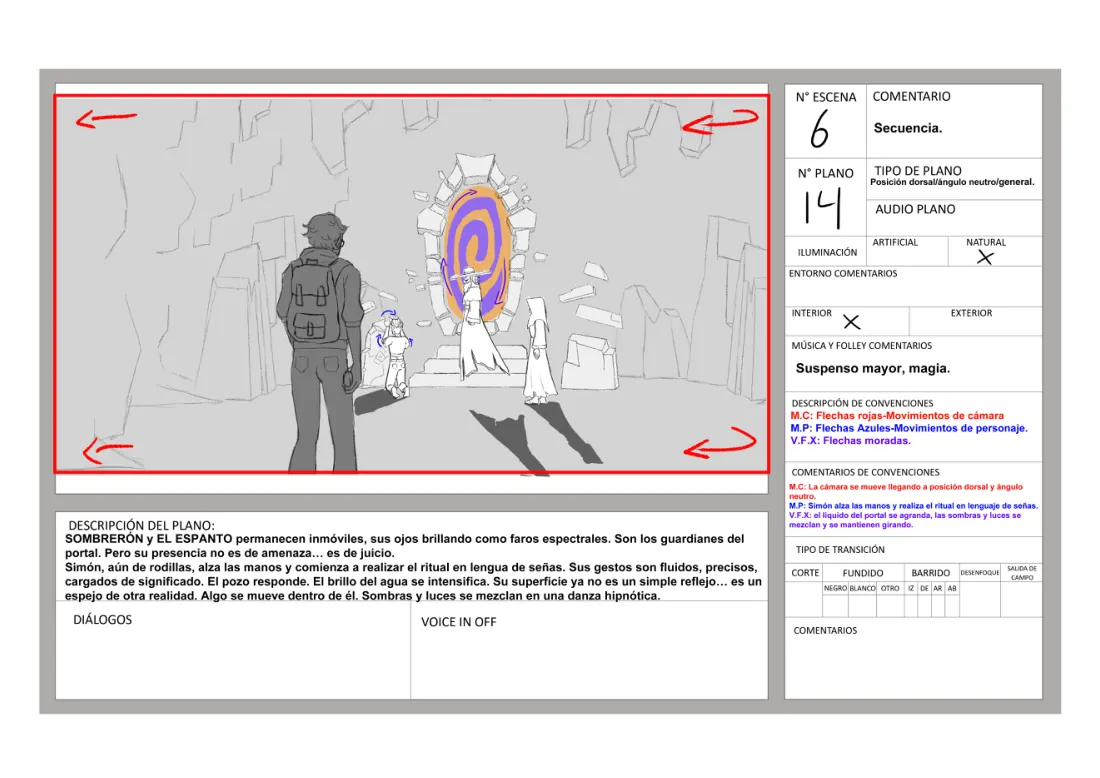 N° ESCENA
6
COMENTARIO
Secuencia.
N° PLANO
14
TIPO DE PLANO
Posición dorsal/ángulo neutro/general.
AUDIO PLANO
ILUMINACIÓN
ARTIFICIAL
NATURAL
X
ENTORNO COMENTARIOS
INTERIOR
X
EXTERIOR
MÚSICA Y FOLLEY COMENTARIOS
Suspenso mayor, magia.
DESCRIPCIÓN DE CONVENCIONES
M.C: Flechas rojas-Movimientos de cámara
M.P: Flechas Azules-Movimientos de personaje.
V.F.X: Flechas moradas.
COMENTARIOS DE CONVENCIONES
M.C: La cámara se mueve llegando a posición dorsal y ángulo
neutro.
M.P: Simón alza las manos y realiza el ritual en lenguaje de señas.
V.F.X: el liquido del portal se agranda, las sombras y luces se
mezclan y se mantienen girando.
TIPO DE TRANSICIÓN
CORTE
FUNDIDO
BARRIDO
DESENFOQUE
SALIDA DE
CAMPO
NEGRO
BLANCO
OTRO
IZ
DE
AR
AB
COMENTARIOS
DESCRIPCIÓN DEL PLANO:
SOMBRERÓN y EL ESPANTO permanecen inmóviles, sus ojos brillando como faros espectrales. Son los guardianes del
portal. Pero su presencia no es de amenaza… es de juicio.
Simón, aún de rodillas, alza las manos y comienza a realizar el ritual en lengua de señas. Sus gestos son fluidos, precisos,
cargados de significado. El pozo responde. El brillo del agua se intensifica. Su superficie ya no es un simple reflejo… es un
espejo de otra realidad. Algo se mueve dentro de él. Sombras y luces se mezclan en una danza hipnótica.
DIÁLOGOS
VOICE IN OFF